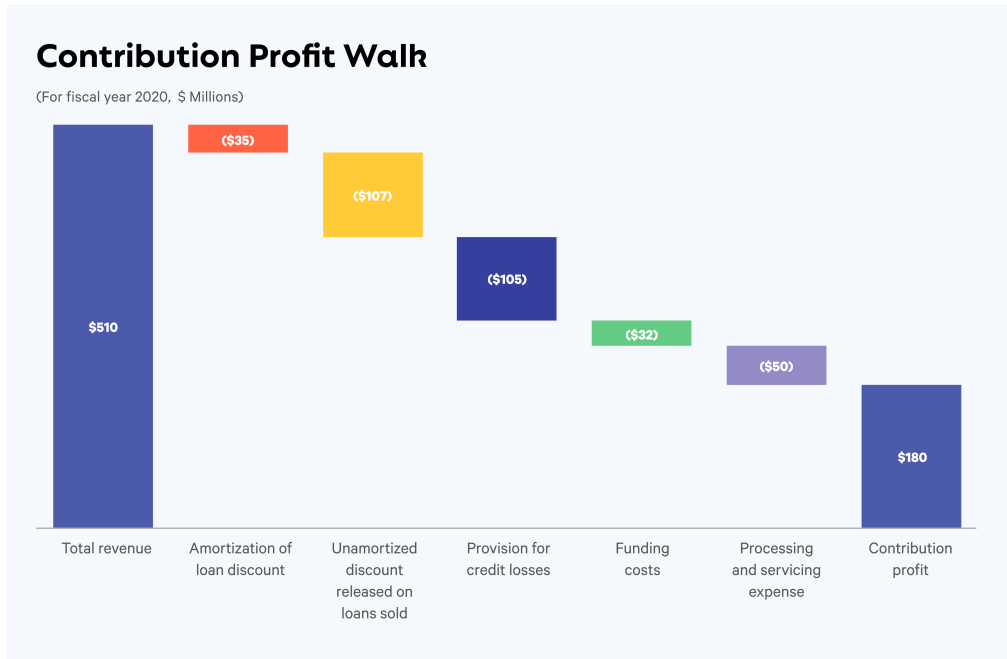 Contribution Profit Walk
(For fiscal year 2020, $ Millions)
($35)
($107)
($105)
$510
($32)
($50)
$180
Total revenue
Amortization of
loan discount
Unamortized
discount
released on
loans sold
Provision for
credit losses
Funding
costs
Processing
and servicing
expense
Contribution
profit